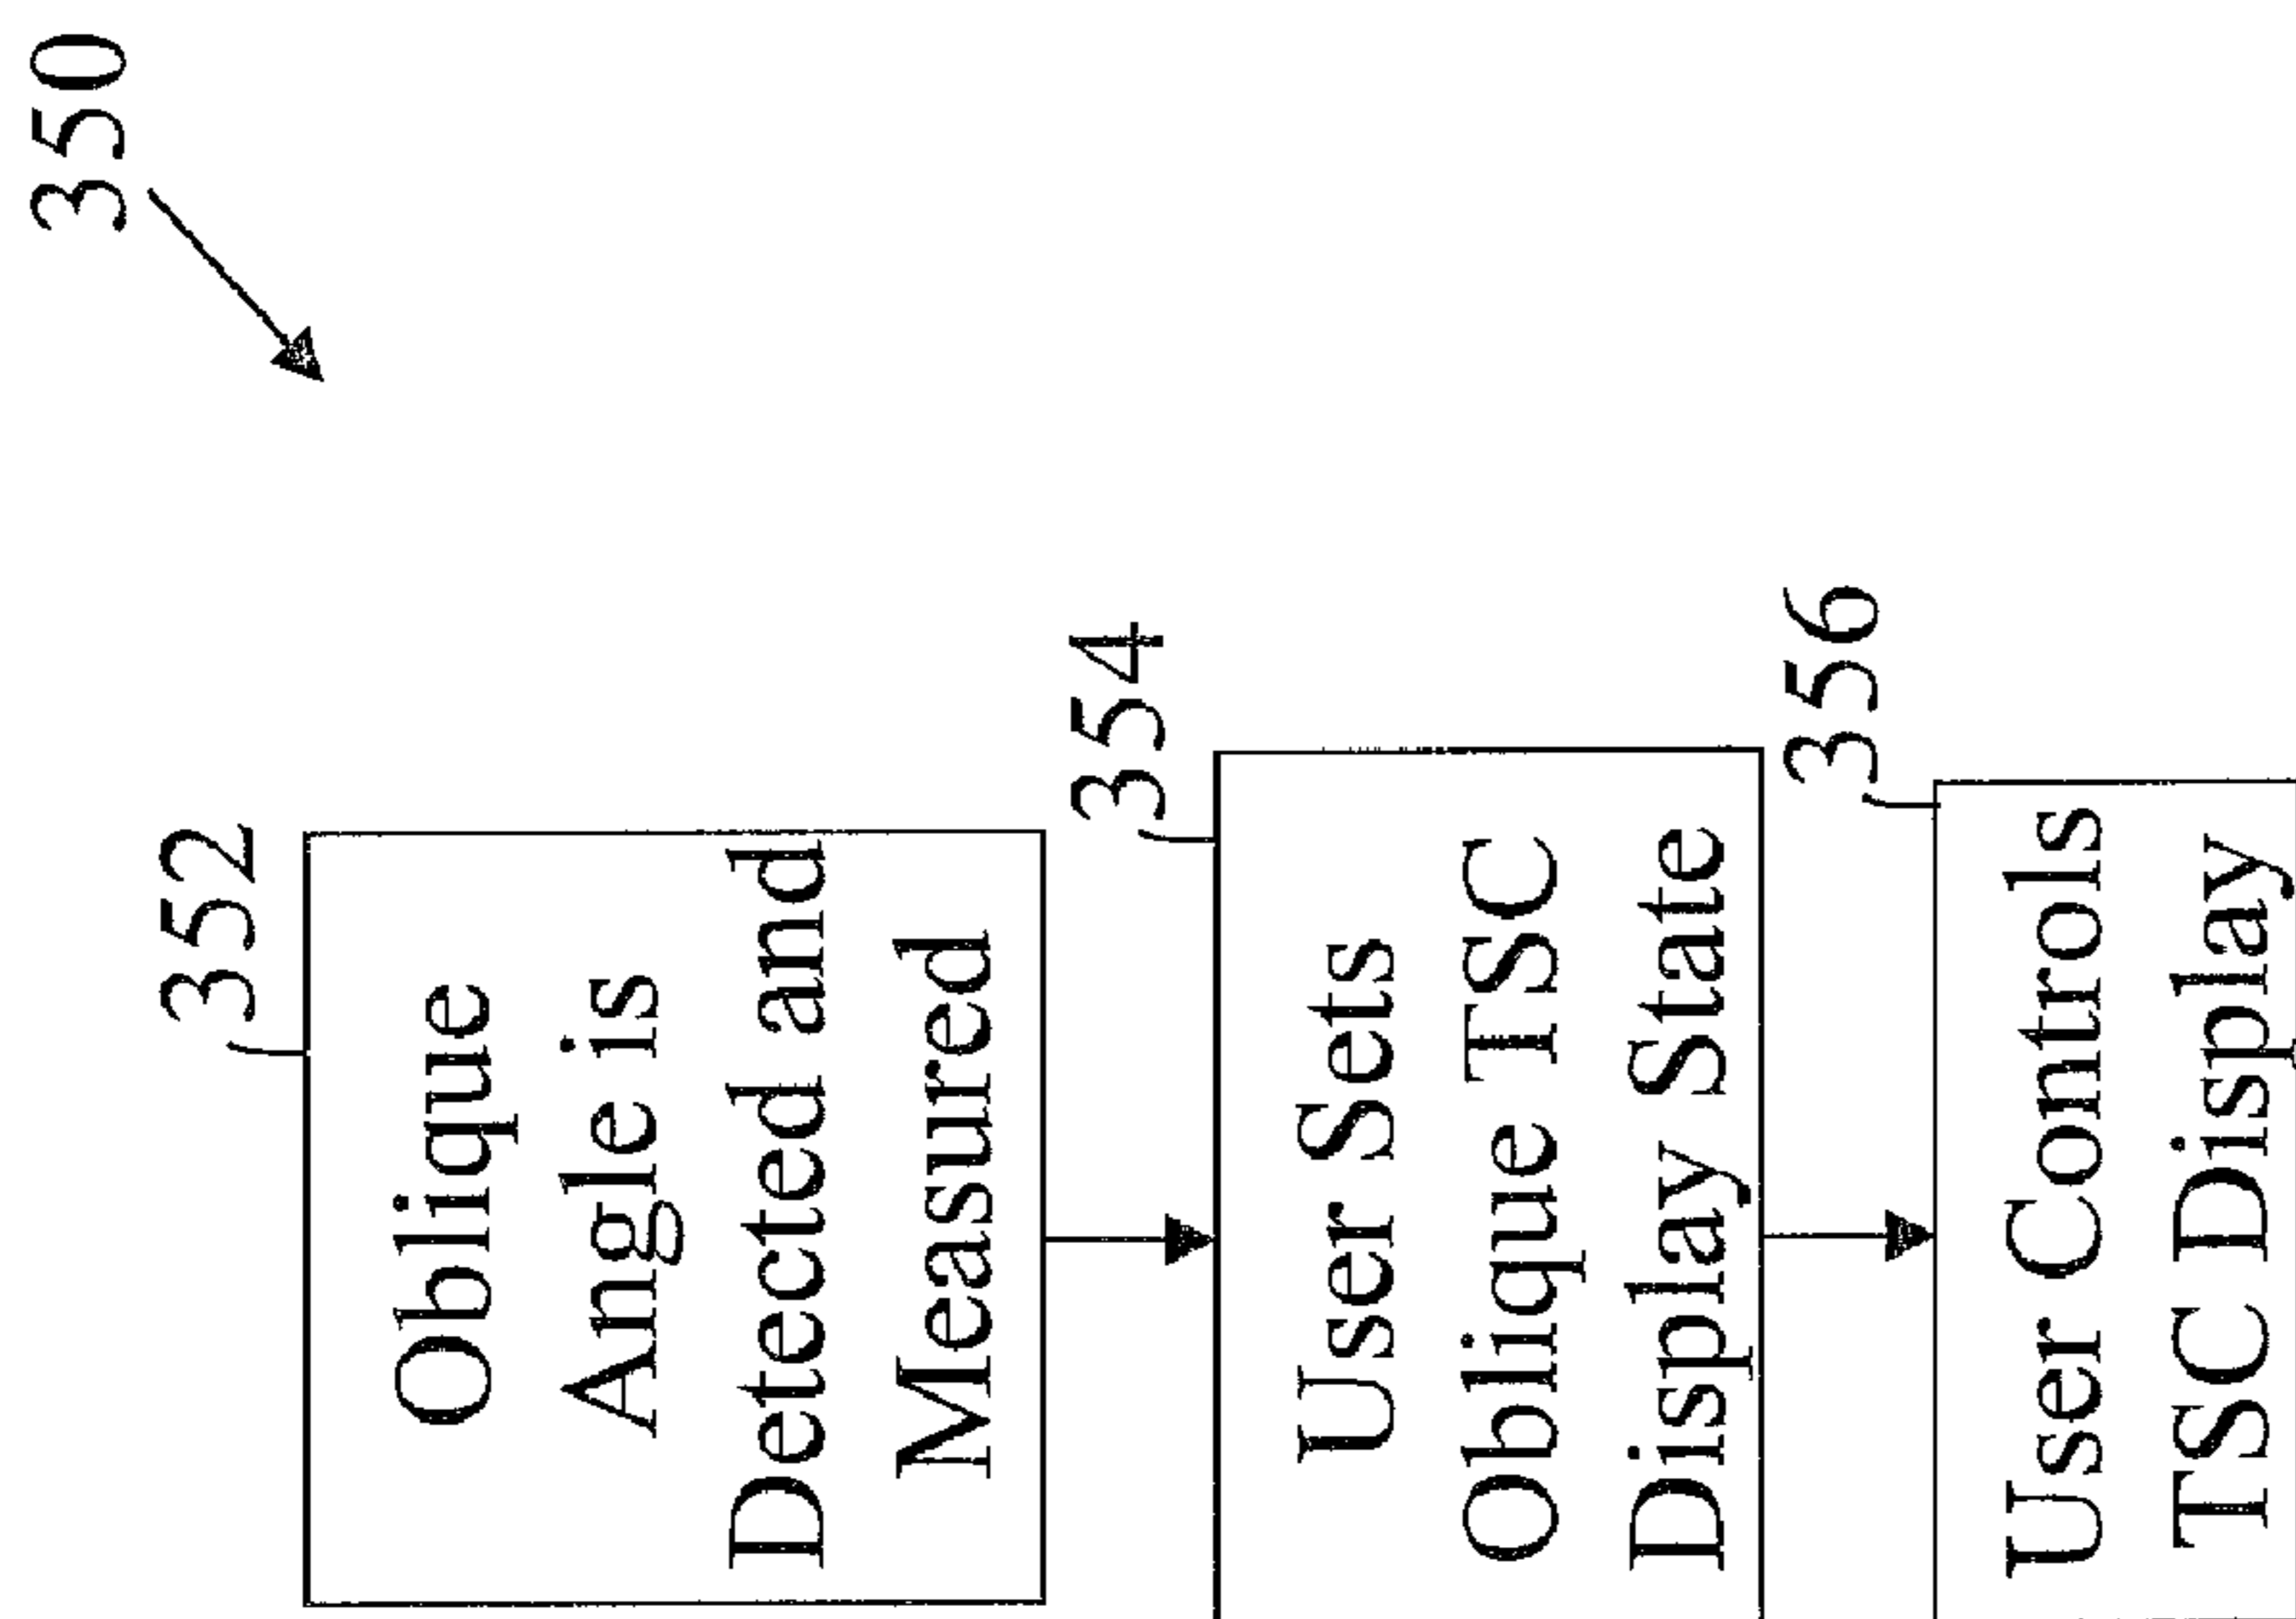 350
352
Oblique
Angle is
Detected and
Measured
354
User Sets
Oblique TSC
Display State
356
User Controls
TSC Display